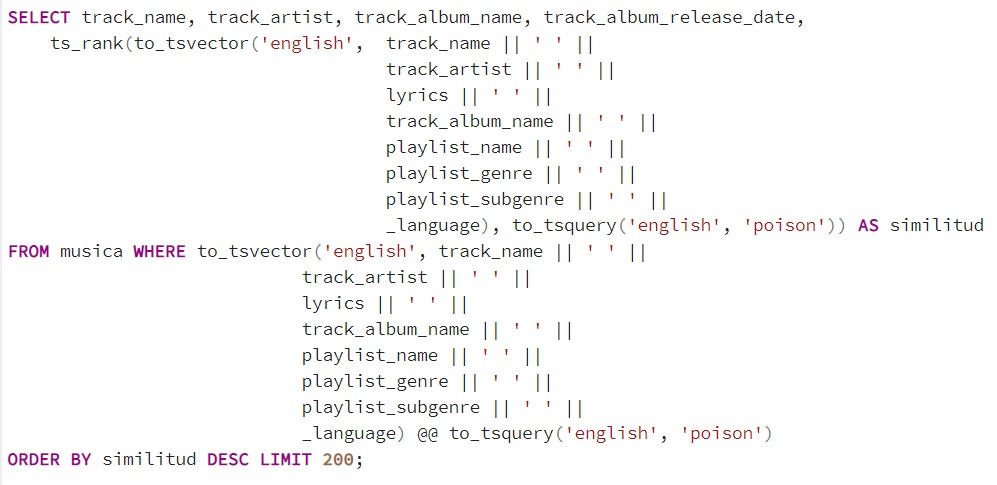 SELECT track_name, track_artist, track_album_name, track_album_release_date,
    ts_rank(to_tsvector('english',  track_name || ' ' ||
                                    track_artist || ' ' ||
                                    lyrics || ' ' ||
                                    track_album_name || ' ' ||
                                    playlist_name || ' ' ||
                                    playlist_genre || ' ' ||
                                    playlist_subgenre || ' ' ||
                                    _language), to_tsquery('english', 'poison')) AS similitud
FROM musica WHERE to_tsvector('english', track_name || ' ' ||
                            track_artist || ' ' ||
                            lyrics || ' ' ||
                            track_album_name || ' ' ||
                            playlist_name || ' ' ||
                            playlist_genre || ' ' ||
                            playlist_subgenre || ' ' ||
                            _language) @@ to_tsquery('english', 'poison')
ORDER BY similitud DESC LIMIT 200;